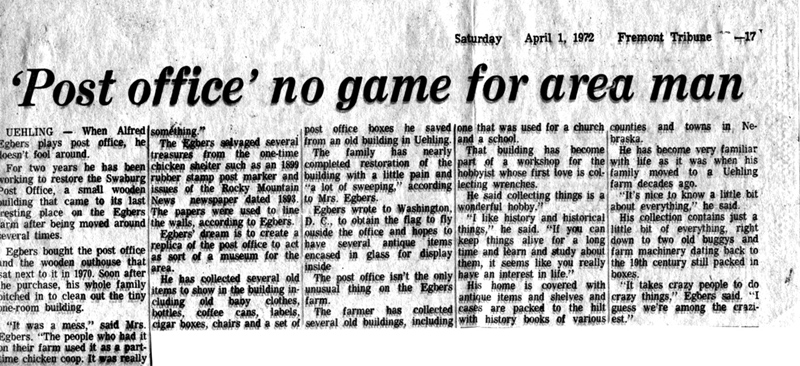 Saturday April 1, 1972 Fremont Tribune —17
'Post office' no game for area man
UEHLING — When Alfred
Egbers plays post office, he
doesn't fool around.
For two years he has been
working to restore the Swaburg
Post Office, a small wooden
building that came to its last
resting place on the Egbers
farm after being moved around
several times.
Egbers bought the post office
and the wooden outhouse that
sat next to it in 1970. Soon after
the purchase, his whole family
pitched in to clean out the tiny
one-room building.
"It was a mess," said Mrs.
Egbers. "The people who had it
on their farm used it as a part-
time chicken coop. It was really
something."
The Egbers salvaged several
treasures from the one-time
chicken shelter such as an 1899
rubber stamp post marker and
issues of the Rocky Mountain
News newspaper dated 1893.
The papers were used to line
the walls, according to Egbers.
Egbers' dream is to create a
replica of the post office to act
as sort of a museum for the
area.
He has collected several old
items to show in the building in-
cluding old baby clothes,
bottles, coffee cans, labels,
cigar boxes, chairs and a set of
post office boxes he saved
from an old building in Uehling.
The family has nearly
completed restoration of the
building with a little pain and
"a lot of sweeping," according
to Mrs. Egbers.
Egbers wrote to Washington,
D. C., to obtain the flag to fly
ouside the office and hopes to
have several antique items
encased in glass for display
inside
The post office isn't the only
unusual thing on the Egbers
farm.
The farmer has collected
several old buildings, including
one that was used for a church
and a school.
That building has become
part of a workshop for the
hobbyist whose first love is col-
lecting wrenches.
He said collecting things is a
wonderful hobby."
"I like history and historical
things," he said. "If you can
keep things alive for a long
time and learn and study about
them, it seems like you really
have an interest in life."
His home is covered with
antique items and shelves and
cases are packed to the hilt
with history books of various
counties and towns in Ne-
braska.
He has become very familiar
with life as it was when his
family moved to a Uehling
farm decades ago.
"It's nice to know a little bit
about everything," he said.
His collection contains just a
little bit of everything, right
down to two old buggys and
farm machinery dating back to
the 19th century still packed in
boxes.
"It takes crazy people to do
crazy things," Egbers said. "I
guess we're among the crazi-
est."